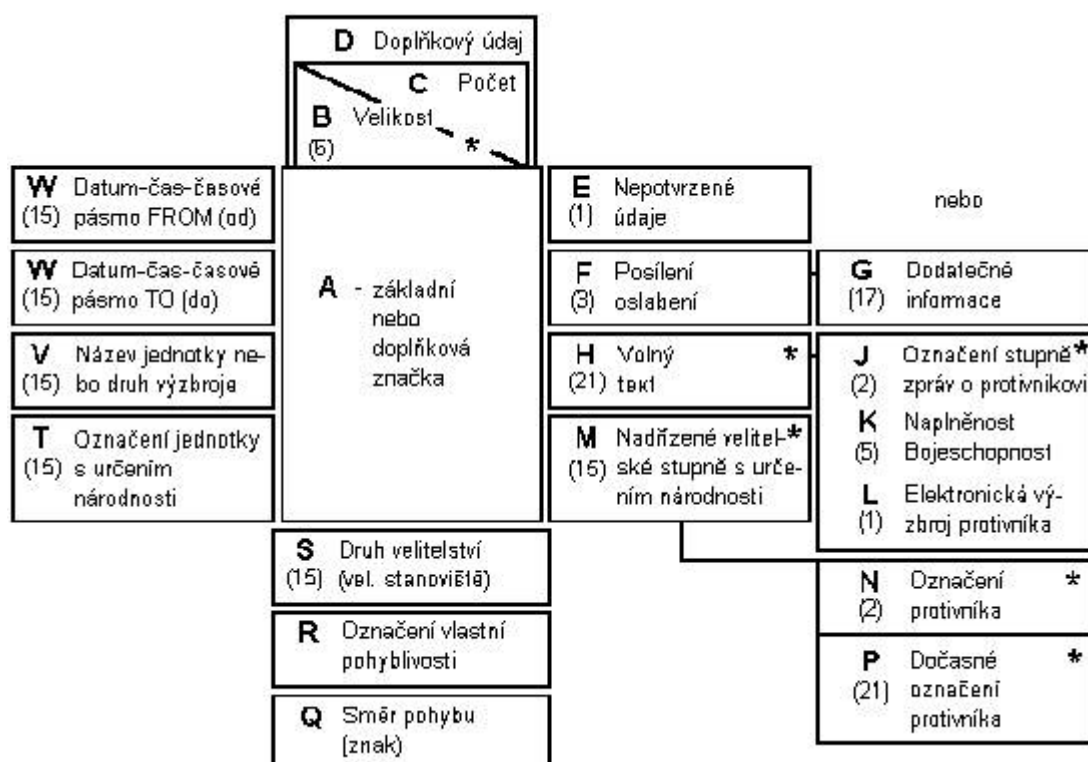 D Doplňkový údaj
C Počet
B Velikost
(5) *
W Datum-čas-časové
(15) pásmo FROM (od)
W Datum-čas-časové
(15) pásmo TO (do)
V Název jednotky ne-
(15) bo druh výzbroje
T Označení jednotky
(15) s určením
národnosti
A - základní
nebo
doplňková
značka
E Nepotvrzené
(1) údaje
F Posílení
(3) oslabení
H Volný *
(21) text
M Nadřízené velitel-*
(15) ské stupně s urče-
ním národnosti
nebo
G Dodatečné
(17) informace
J Označení stupně*
(2) zpráv o protivníkovi
K Naplněnost
(5) Bojeschopnost
L Elektronická vý-
(1) zbroj protivníka
N Označení *
(2) protivníka
P Dočasné *
(21) označení
protivníka
S Druh velitelství
(15) (vel. stanoviště)
R Označení vlastní
pohyblivosti
Q Směr pohybu
(znak)